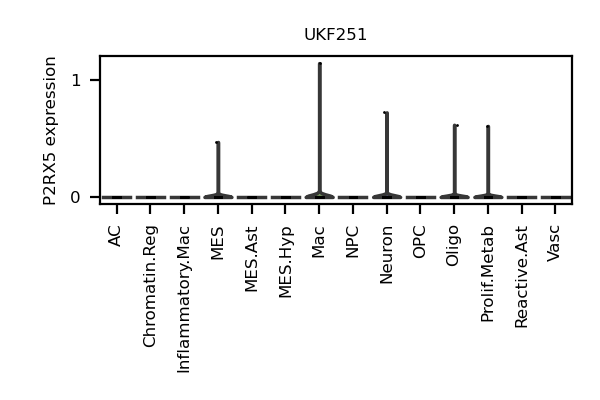 UKF251
P2RX5 expression
1
0
AC
Chromatin.Reg
Inflammatory.Mac
MES
MES.Ast
MES.Hyp
Mac
NPC
Neuron
OPC
Oligo
Prolif.Metab
Reactive.Ast
Vasc